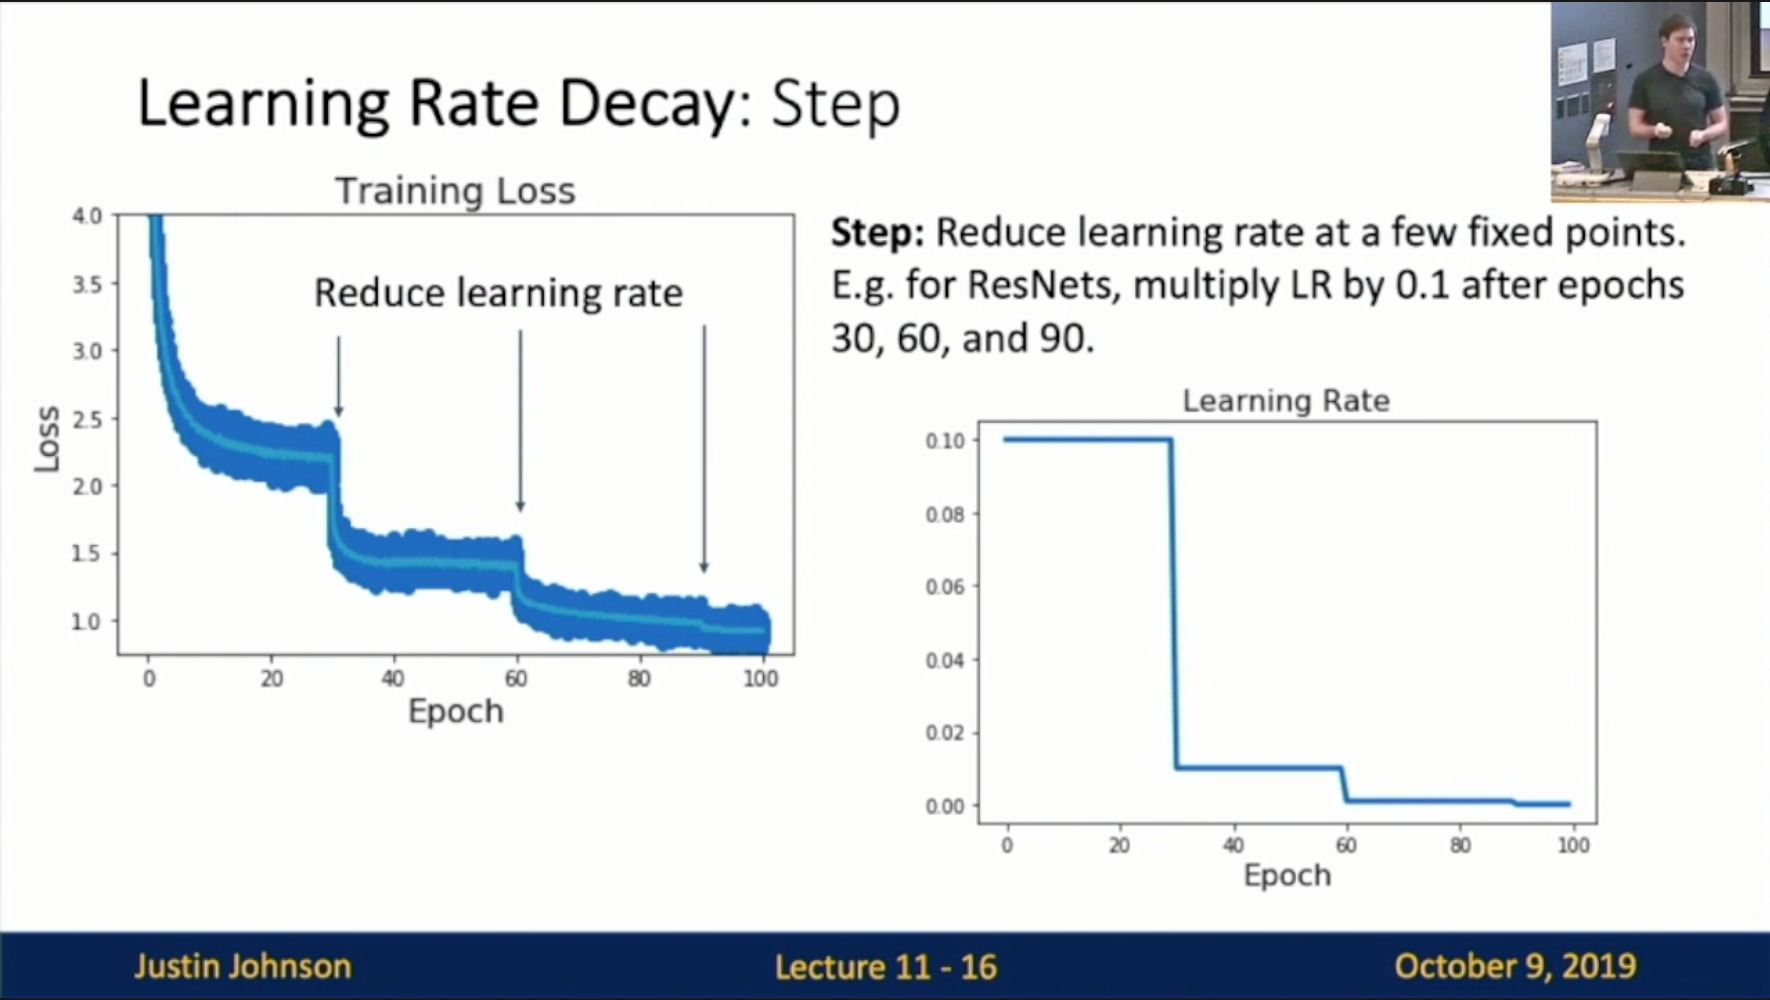 Learning Rate Decay: Step
Training Loss
4.0
3.5
3.0
2.5
2.0
1.5
1.0
Loss
Reduce learning rate
0 20 40 60 80 100
Epoch
Step: Reduce learning rate at a few fixed points.
E.g. for ResNets, multiply LR by 0.1 after epochs
30, 60, and 90.
Learning Rate
0.10
0.08
0.06
0.04
0.02
0.00
0 20 40 60 80 100
Epoch
Justin Johnson
Lecture 11 - 16
October 9, 2019